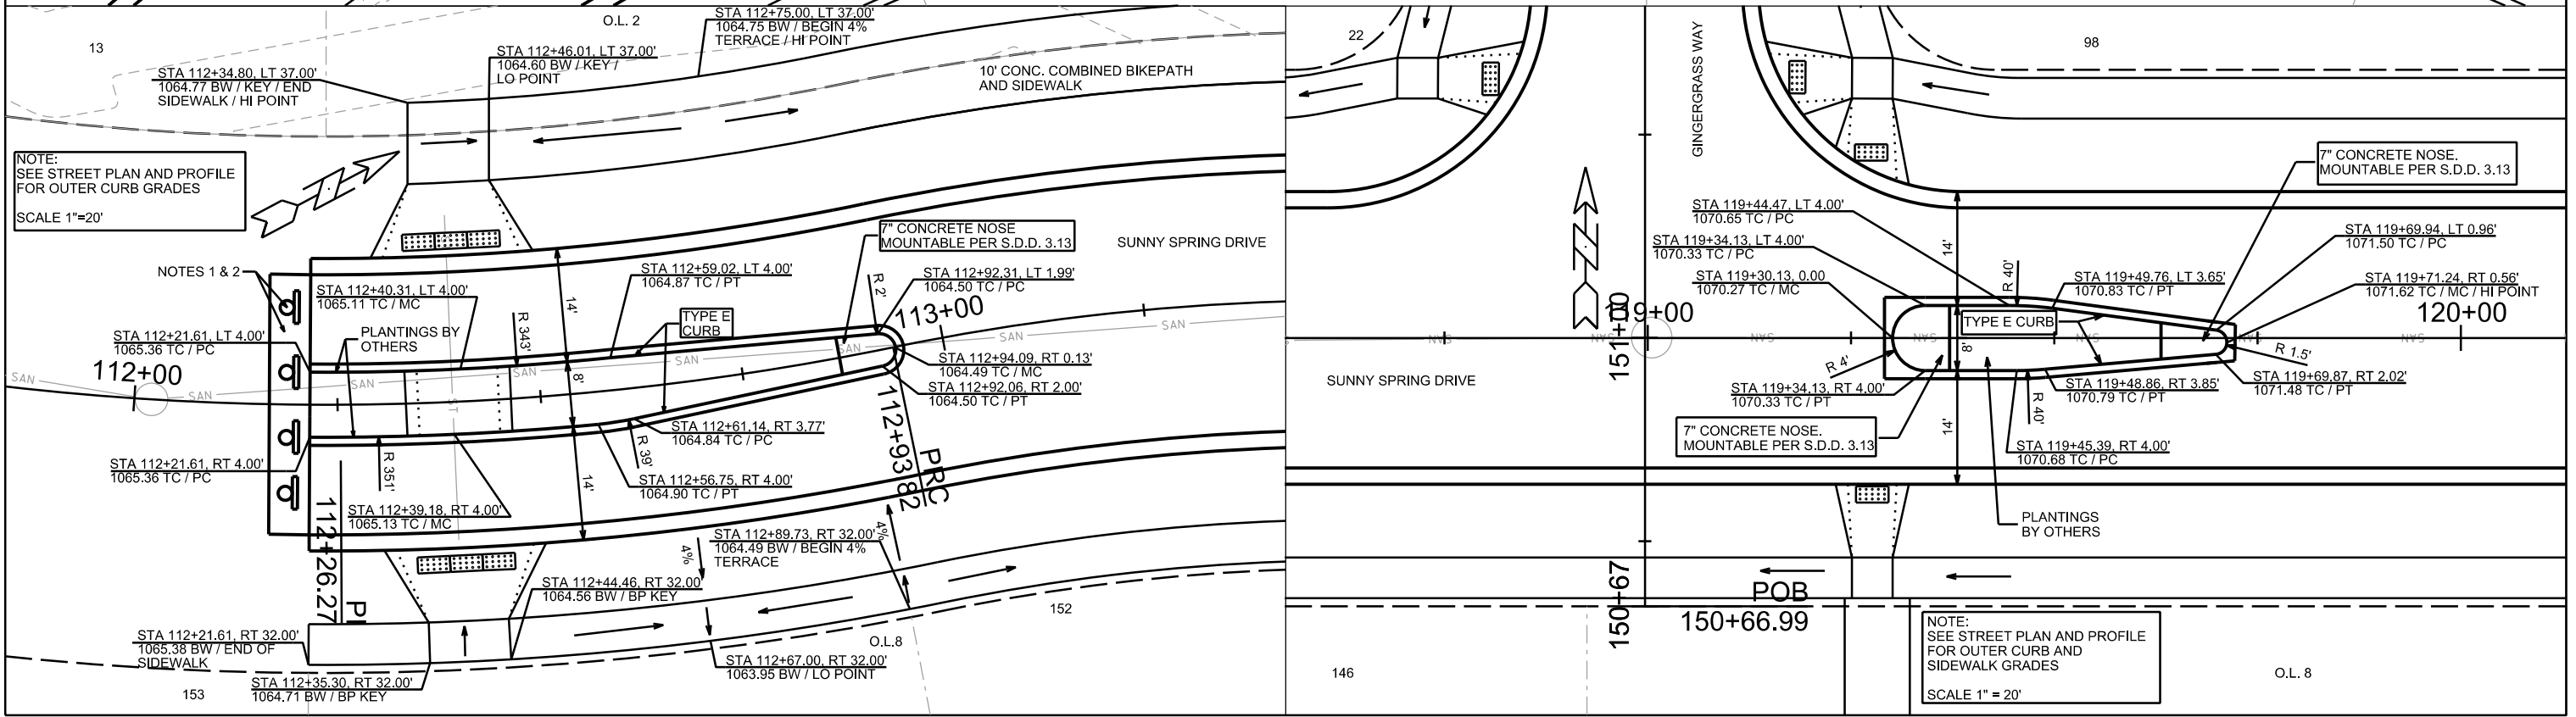 13
O.L. 2
STA 112+75.00, LT 37.00'
1064.75 BW / BEGIN 4%
TERRACE / HI POINT
STA 112+46.01, LT 37.00'
1064.60 BW / KEY /
LO POINT
STA 112+34.80, LT 37.00'
1064.77 BW / KEY / END
SIDEWALK / HI POINT
10' CONC. COMBINED BIKEPATH
AND SIDEWALK
NOTE:
SEE STREET PLAN AND PROFILE
FOR OUTER CURB GRADES
SCALE 1"=20'
N
7" CONCRETE NOSE
MOUNTABLE PER S.D.D. 3.13
SUNNY SPRING DRIVE
NOTES 1 & 2
STA 112+40.31, LT 4.00'
1065.11 TC / MC
STA 112+59.02, LT 4.00'
1064.87 TC / PT
R 2'
STA 112+92.31, LT 1.99'
1064.50 TC / PC
14'
R 343'
TYPE E
CURB
113+00
STA 112+21.61, LT 4.00'
1065.36 TC / PC
PLANTINGS BY
OTHERS
SAN
SAN
SAN
SAN
SAN
SAN
SAN
112+00
ST
8'
STA 112+94.09, RT 0.13'
1064.49 TC / MC
STA 112+92.06, RT 2.00'
1064.50 TC / PT
STA 112+61.14, RT 3.77'
1064.84 TC / PC
STA 112+21.61, RT 4.00'
1065.36 TC / PC
R 351'
R 39'
14'
STA 112+56.75, RT 4.00'
1064.90 TC / PT
PRC
112+93.82
STA 112+39.18, RT 4.00'
1065.13 TC / MC
PI
112+26.27
STA 112+89.73, RT 32.00'
1064.49 BW / BEGIN 4%
TERRACE
4%
4%
STA 112+44.46, RT 32.00'
1064.56 BW / BP KEY
152
O.L.8
STA 112+21.61, RT 32.00'
1065.38 BW / END OF
SIDEWALK
STA 112+67.00, RT 32.00'
1063.95 BW / LO POINT
STA 112+35.30, RT 32.00'
1064.71 BW / BP KEY
153
22
GINGERGRASS WAY
98
7" CONCRETE NOSE.
MOUNTABLE PER S.D.D. 3.13
N
STA 119+44.47, LT 4.00'
1070.65 TC / PC
STA 119+34.13, LT 4.00'
1070.33 TC / PC
STA 119+30.13, 0.00
1070.27 TC / MC
14'
R 40'
STA 119+49.76, LT 3.65'
1070.83 TC / PT
STA 119+69.94, LT 0.96'
1071.50 TC / PC
STA 119+71.24, RT 0.56'
1071.62 TC / MC / HI POINT
119+00
151+00
TYPE E CURB
120+00
SAN
SAN
SAN
SAN
SAN
SAN
8'
R 4'
R 1.5'
SUNNY SPRING DRIVE
STA 119+34.13, RT 4.00'
1070.33 TC / PC
STA 119+48.86, RT 3.85'
1070.79 TC / PT
STA 119+69.87, RT 2.02'
1071.48 TC / PT
R 40'
14'
7" CONCRETE NOSE.
MOUNTABLE PER S.D.D. 3.13
STA 119+45.39, RT 4.00'
1070.68 TC / PC
PLANTINGS
BY OTHERS
150+67
POB
150+66.99
NOTE:
SEE STREET PLAN AND PROFILE
FOR OUTER CURB AND
SIDEWALK GRADES
SCALE 1" = 20'
146
O.L. 8